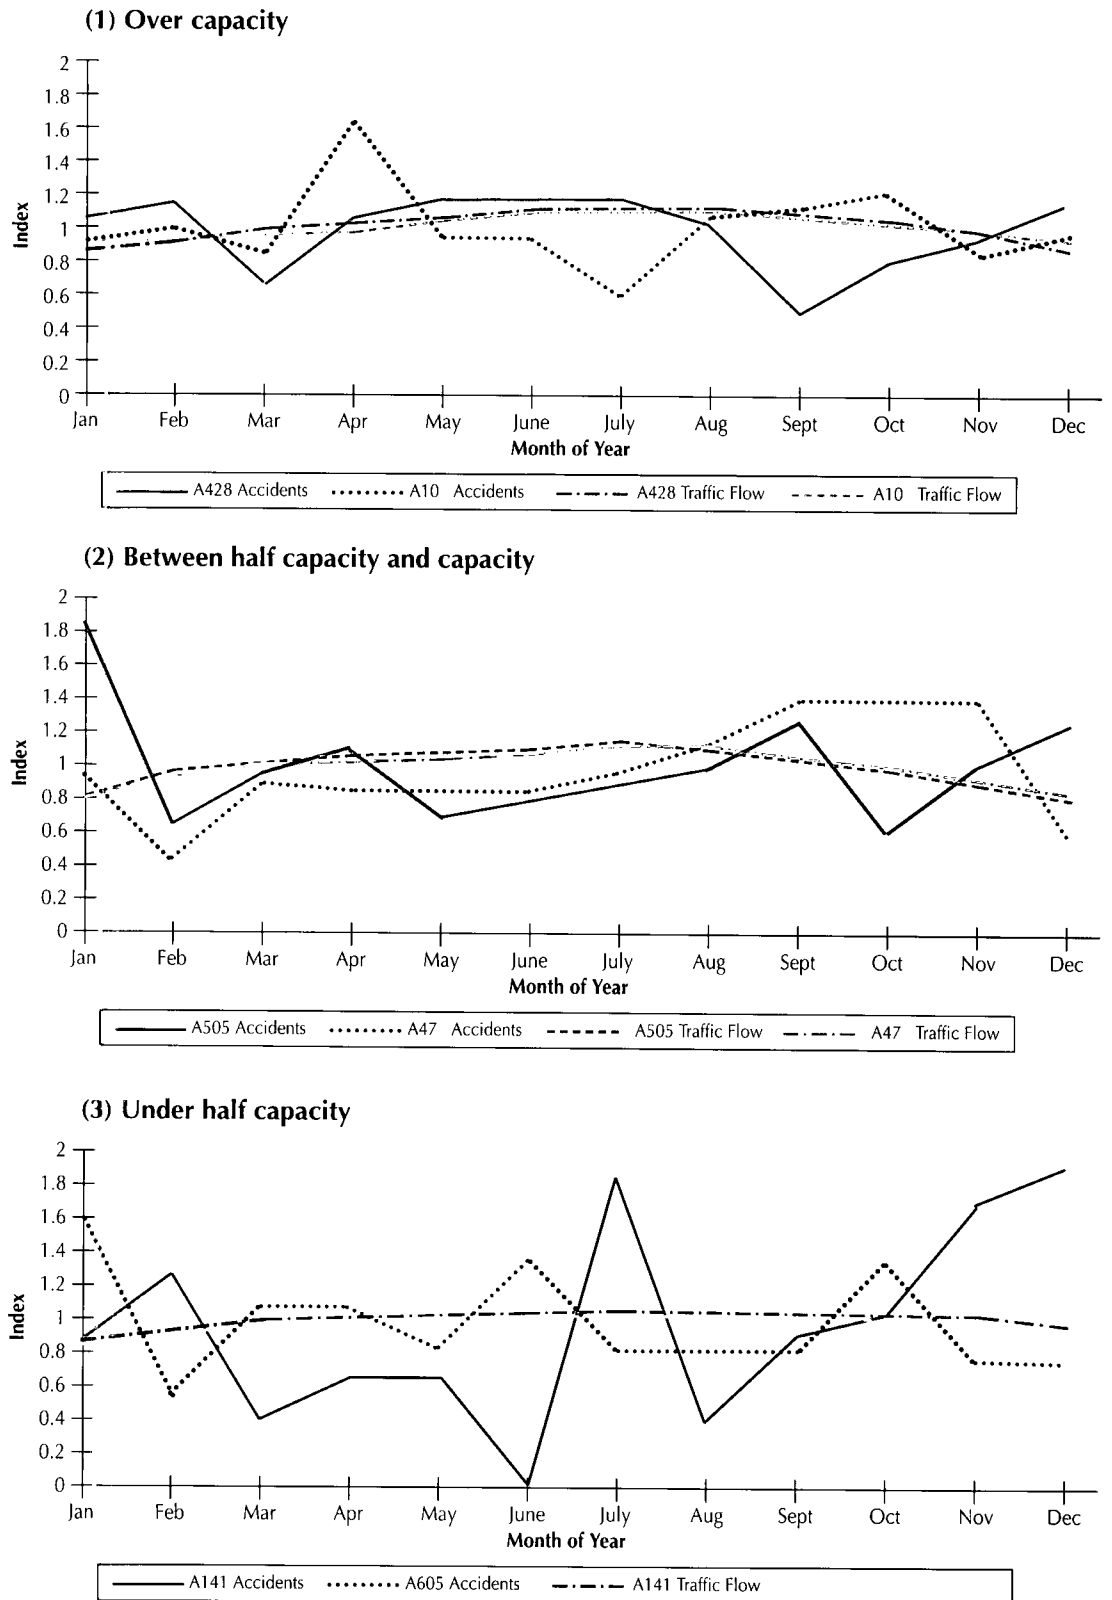 (1) Over capacity
2
1.8
1.6
1.4
1.2
1
0.8
0.6
0.4
0.2
0
Index
Jan Feb Mar Apr May June July Aug Sept Oct Nov Dec
Month of Year
A428 Accidents A10 Accidents A428 Traffic Flow A10 Traffic Flow
(2) Between half capacity and capacity
2
1.8
1.6
1.4
1.2
1
0.8
0.6
0.4
0.2
0
Index
Jan Feb Mar Apr May June July Aug Sept Oct Nov Dec
Month of Year
A505 Accidents A47 Accidents A505 Traffic Flow A47 Traffic Flow
(3) Under half capacity
2
1.8
1.6
1.4
1.2
1
0.8
0.6
0.4
0.2
0
Index
Jan Feb Mar Apr May June July Aug Sept Oct Nov Dec
Month of Year
A141 Accidents A605 Accidents A141 Traffic Flow